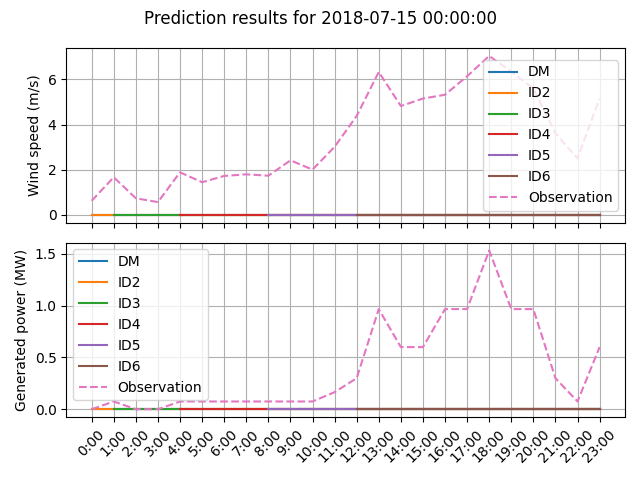 Prediction results for 2018-07-15 00:00:00
Wind speed (m/s)
6
4
2
0
DM
ID2
ID3
ID4
ID5
ID6
Observation
Generated power (MW)
1.5
1.0
0.5
0.0
DM
ID2
ID3
ID4
ID5
ID6
Observation
0:00 1:00 2:00 3:00 4:00 5:00 6:00 7:00 8:00 9:00 10:00 11:00 12:00 13:00 14:00 15:00 16:00 17:00 18:00 19:00 20:00 21:00 22:00 23:00